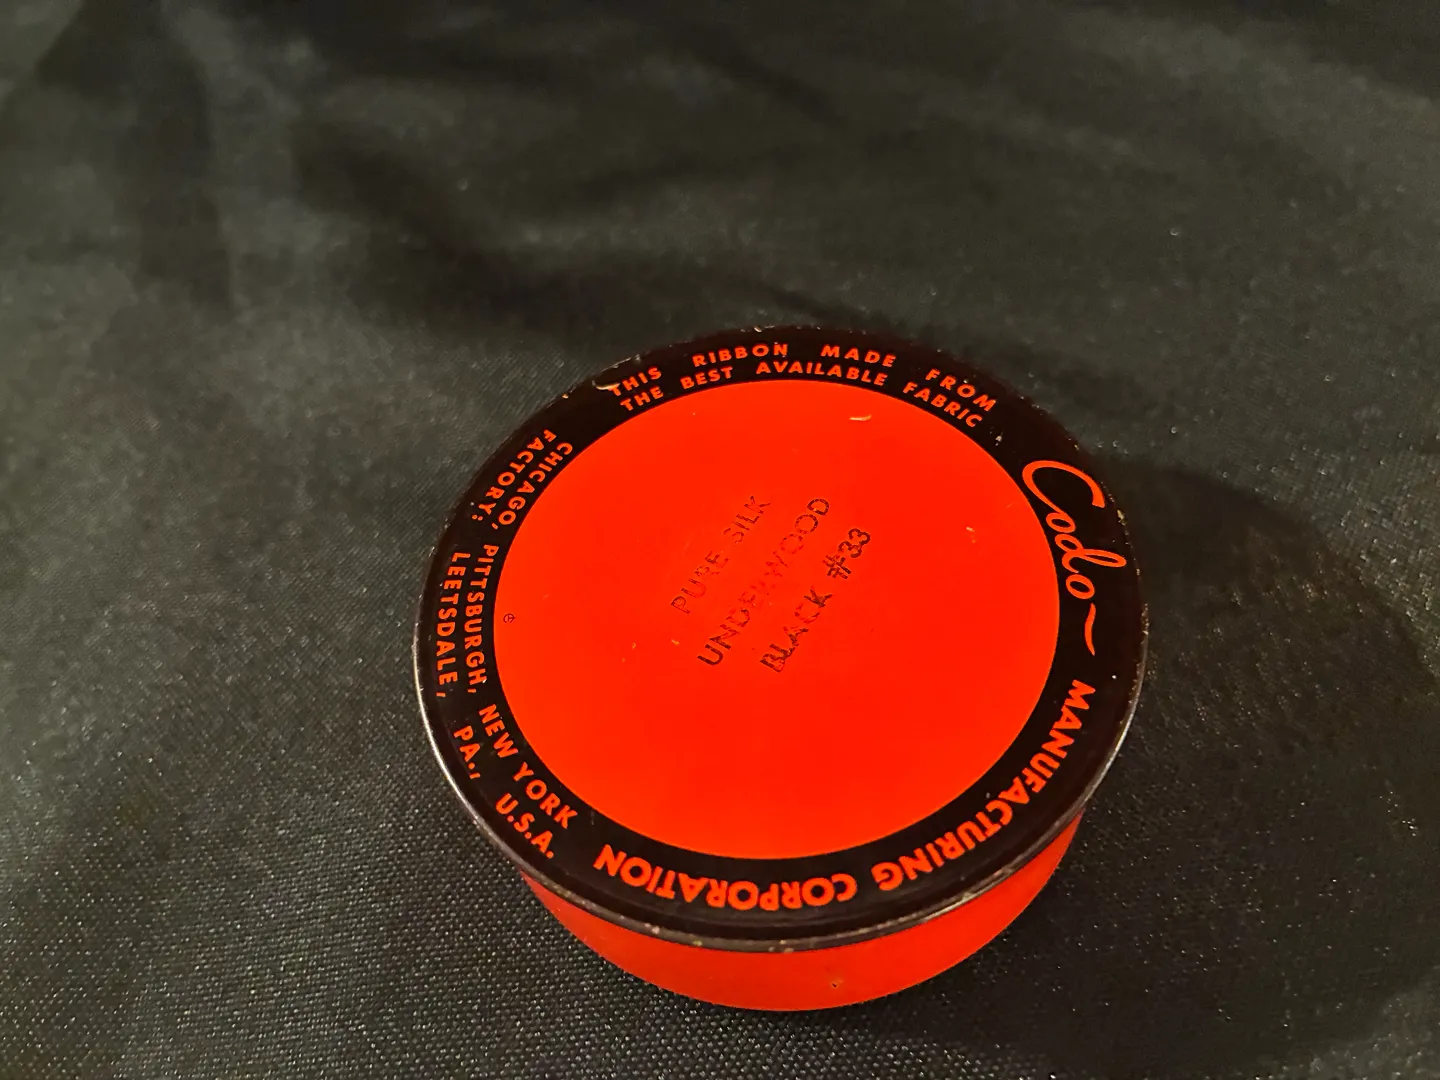 THIS RIBBON MADE FROM
THE BEST AVAILABLE FABRIC
Codo
MANUFACTURING CORPORATION
CHICAGO, PITTSBURGH, NEW YORK
FACTORY: LEETSDALE, PA., U.S.A.
PURE SILK
UNDERWOOD
BLACK #33